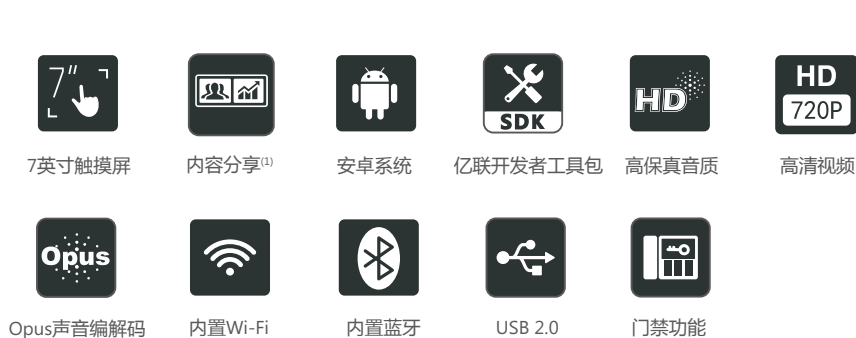 7"
SDK
HD
HD
720P
7英寸触摸屏
内容分享(1)
安卓系统
亿联开发者工具包
高保真音质
高清视频
Opus
Opus声音编解码
内置Wi-Fi
内置蓝牙
USB 2.0
门禁功能